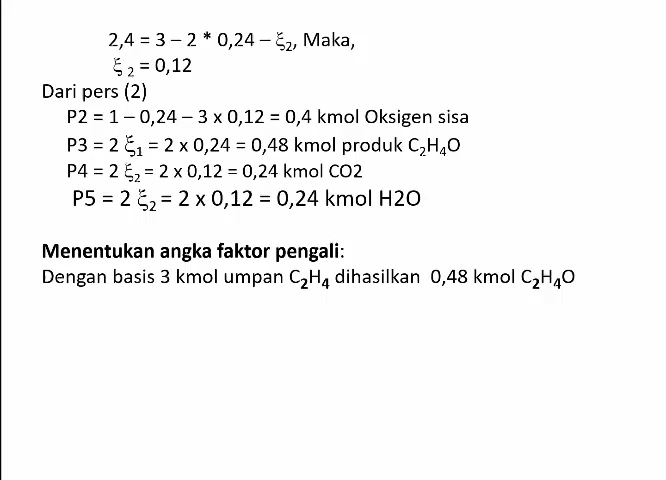 2,4 = 3 – 2 * 0,24 – ξ₂, Maka,
ξ ₂ = 0,12
Dari pers (2)
P2 = 1 – 0,24 – 3 x 0,12 = 0,4 kmol Oksigen sisa
P3 = 2 ξ₁ = 2 x 0,24 = 0,48 kmol produk C₂H₄O
P4 = 2 ξ₂ = 2 x 0,12 = 0,24 kmol CO2
P5 = 2 ξ₂ = 2 x 0,12 = 0,24 kmol H2O
Menentukan angka faktor pengali:
Dengan basis 3 kmol umpan C₂H₄ dihasilkan 0,48 kmol C₂H₄O